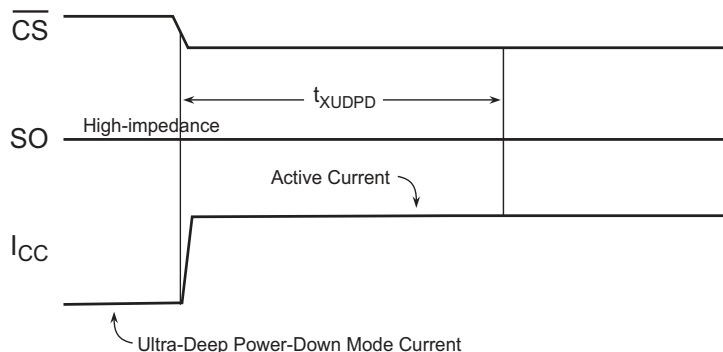 CS
tXUDPD
High-impedance
SO
Active Current
ICC
Ultra-Deep Power-Down Mode Current